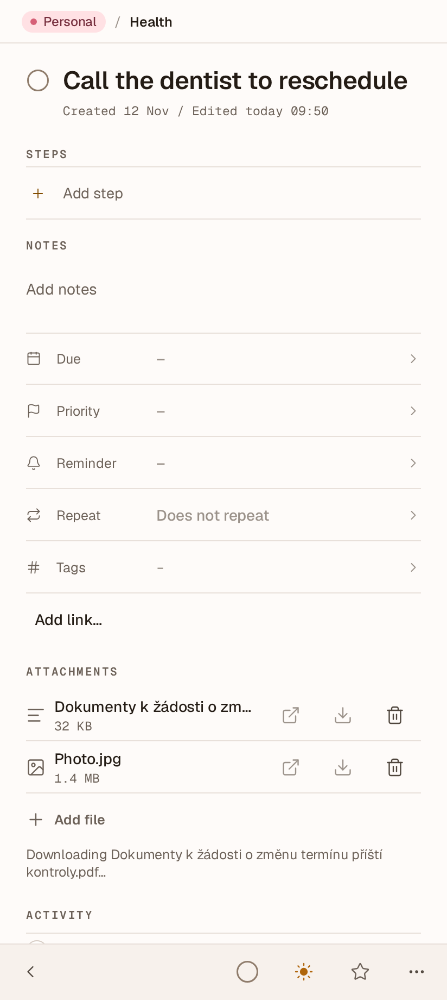 Personal / Health
Call the dentist to reschedule
Created 12 Nov / Edited today 09:50
STEPS
+ Add step
NOTES
Add notes
Due –
Priority –
Reminder –
Repeat Does not repeat
Tags –
Add link…
ATTACHMENTS
Dokumenty k žádosti o zm…
32 KB
Photo.jpg
1.4 MB
+ Add file
Downloading Dokumenty k žádosti o změnu termínu příští
kontroly.pdf…
ACTIVITY